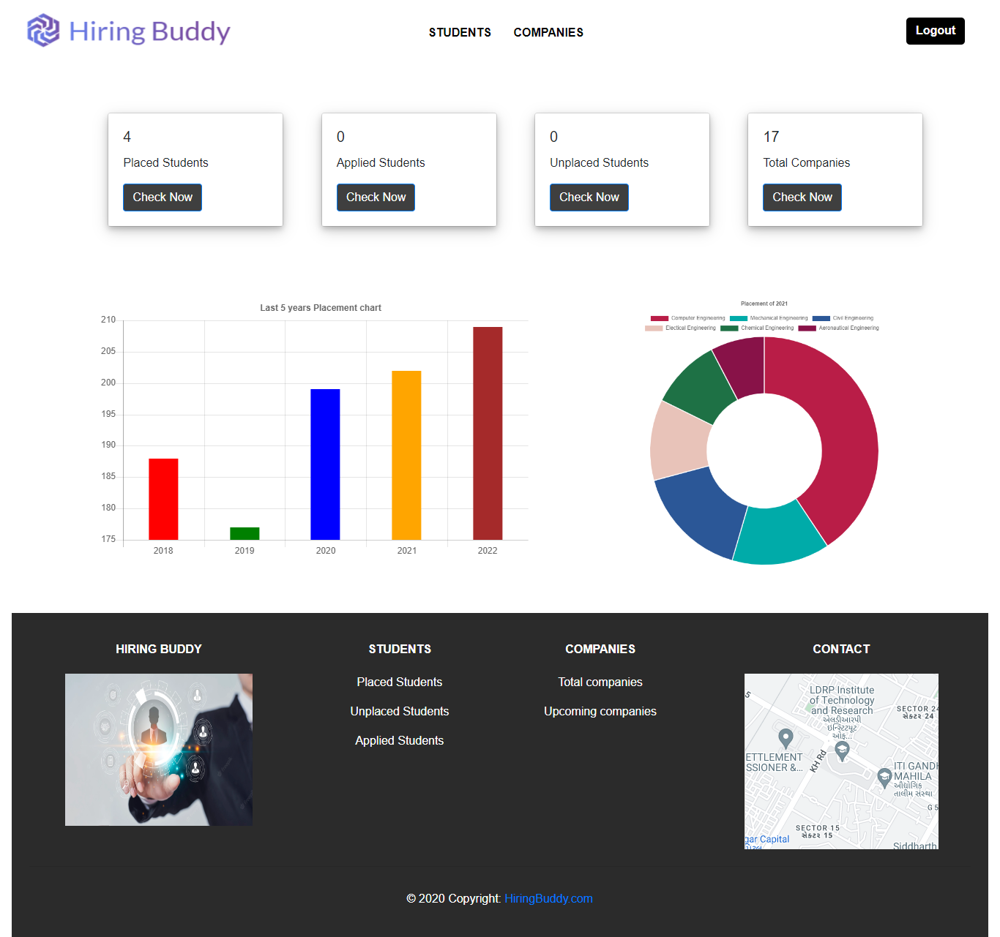 Hiring Buddy
STUDENTS COMPANIES
Logout
4
Placed Students
Check Now
0
Applied Students
Check Now
0
Unplaced Students
Check Now
17
Total Companies
Check Now
Last 5 years Placement chart
210
205
200
195
190
185
180
175
2018 2019 2020 2021 2022
Placement of 2021
Computer Engineering Mechanical Engineering Civil Engineering
Electical Engineering Chemical Engineering Aeronautical Engineering
HIRING BUDDY
STUDENTS
Placed Students
Unplaced Students
Applied Students
COMPANIES
Total companies
Upcoming companies
CONTACT
LDRP Institute
of Technology
and Research
એલડીઆરપી
ઇન્સ્ટિટ્યૂટ
ઓફ...
SECTOR 24
સેક્ટર 24
ETTLEMENT
SSIONER &...
KH Rd
ITI GANDH
MAHILA
ઔદ્યોગિક
તાલીમ સંસ્થા
G 5
SECTOR 15
સેક્ટર 15
gar Capital
Siddharth
© 2020 Copyright: HiringBuddy.com